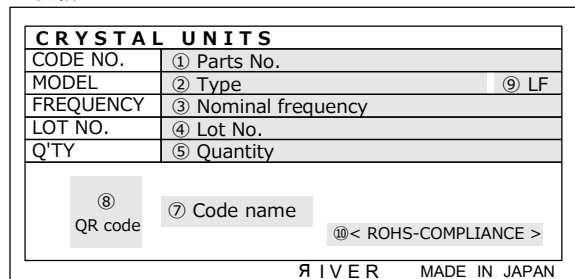 CRYSTAL UNITS
CODE NO. ① Parts No.
MODEL ② Type ⑨ LF
FREQUENCY ③ Nominal frequency
LOT NO. ④ Lot No.
Q'TY ⑤ Quantity
⑧
QR code
⑦ Code name
⑩< ROHS-COMPLIANCE >
ЯIVER MADE IN JAPAN